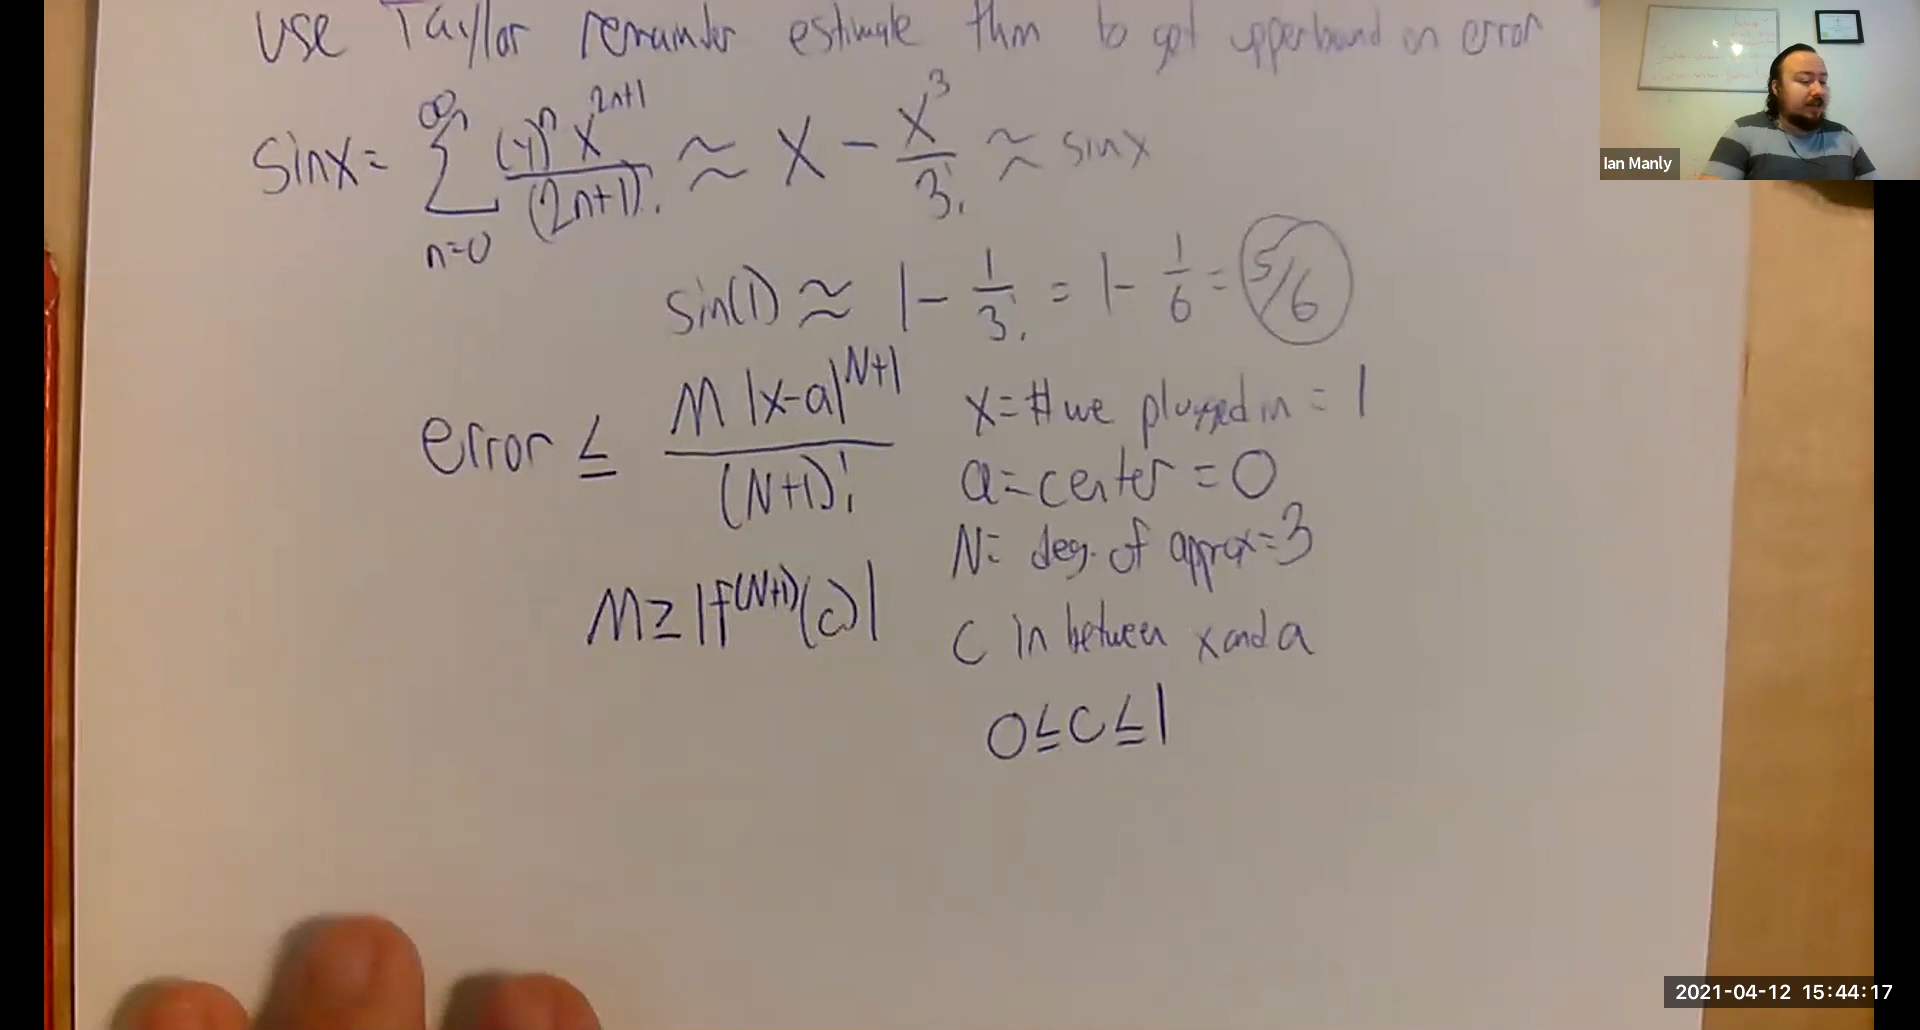 use Taylor remainder estimate thm to get upperbound on error
sinx = ∞ Σ n=0 (-1)^n x^2n+1 / (2n+1)! ≈ x - x^3/3! ≈ sinx
sin(1) ≈ 1 - 1/3! = 1 - 1/6 = 5/6
error ≤ M |x-a|^N+1 / (N+1)!
x = # we plugged in = 1
a = center = 0
N = deg. of approx = 3
M ≥ |f^(N+1)(c)|
c in between x and a
0 ≤ c ≤ 1
Ian Manly
2021-04-12 15:44:17